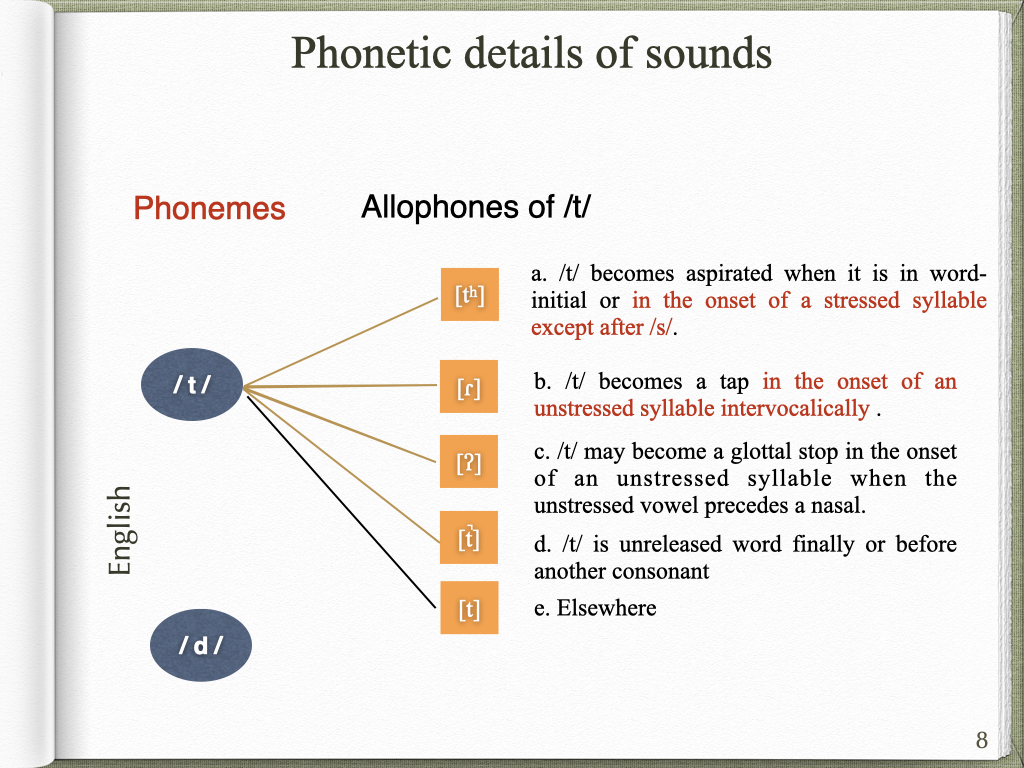 Phonetic details of sounds
Phonemes
Allophones of /t/
[tʰ]
a. /t/ becomes aspirated when it is in word-
initial or in the onset of a stressed syllable
except after /s/.
/ t /
[ɾ]
b. /t/ becomes a tap in the onset of an
unstressed syllable intervocalically .
[ʔ]
c. /t/ may become a glottal stop in the onset
of an unstressed syllable when the
unstressed vowel precedes a nasal.
English
[t̚]
d. /t/ is unreleased word finally or before
another consonant
[t]
e. Elsewhere
/ d /
8